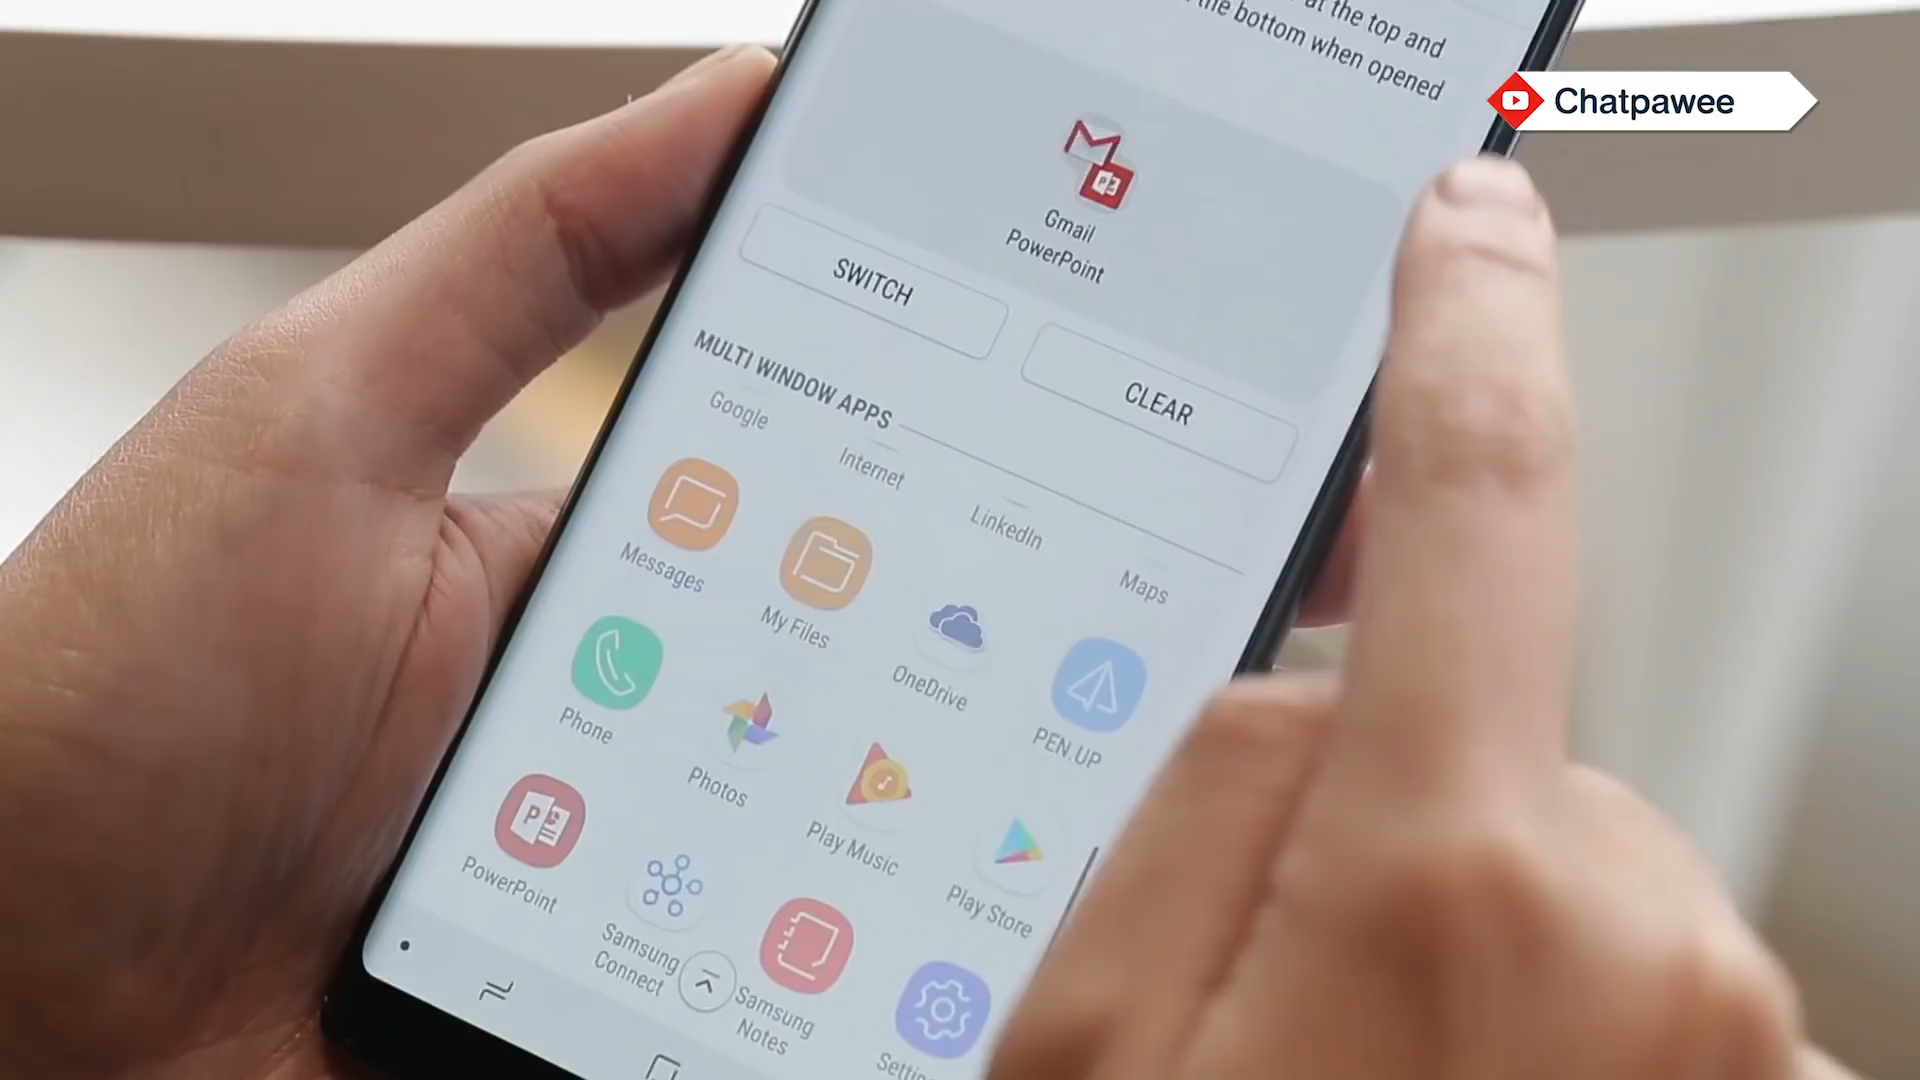 at the top and
the bottom when opened
Chatpawee
Gmail
PowerPoint
SWITCH
CLEAR
MULTI WINDOW APPS
Google
Internet
LinkedIn
Maps
Messages
My Files
OneDrive
PEN.UP
Phone
Photos
Play Music
Play Store
PowerPoint
Samsung
Connect
Samsung
Notes